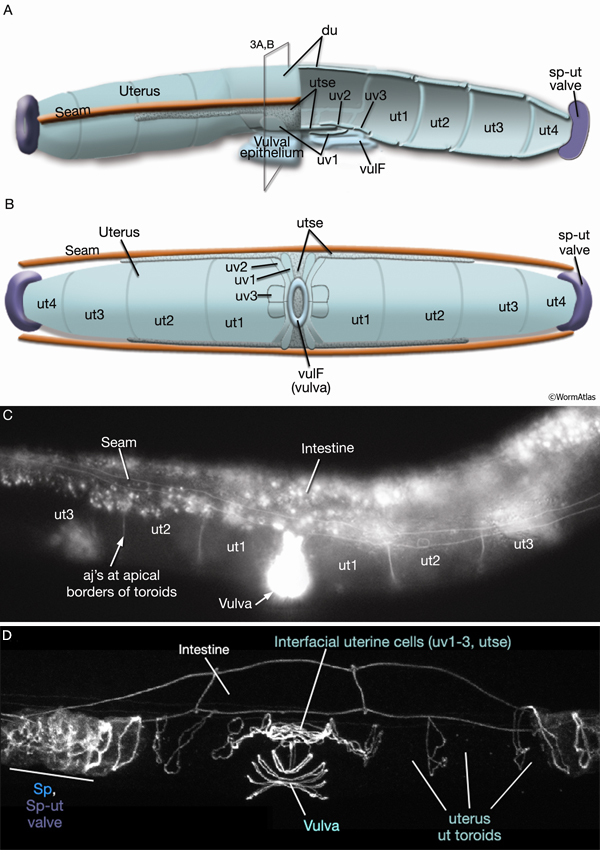 A
3A,B
du
Uterus
utse
uv2
uv3
sp-ut
valve
Seam
ut1
ut2
ut3
ut4
Vulval
epithelium
uv1
vulF
B
utse
Uterus
Seam
sp-ut
valve
uv2
uv1
uv3
ut4
ut3
ut2
ut1
ut1
ut2
ut3
ut4
vulF
(vulva)
©WormAtlas
C
Seam
Intestine
ut3
ut2
ut1
ut1
ut2
ut3
aj's at apical
borders of toroids
Vulva
D
Interfacial uterine cells (uv1-3, utse)
Intestine
Sp,
Sp-ut
valve
Vulva
uterus
ut toroids